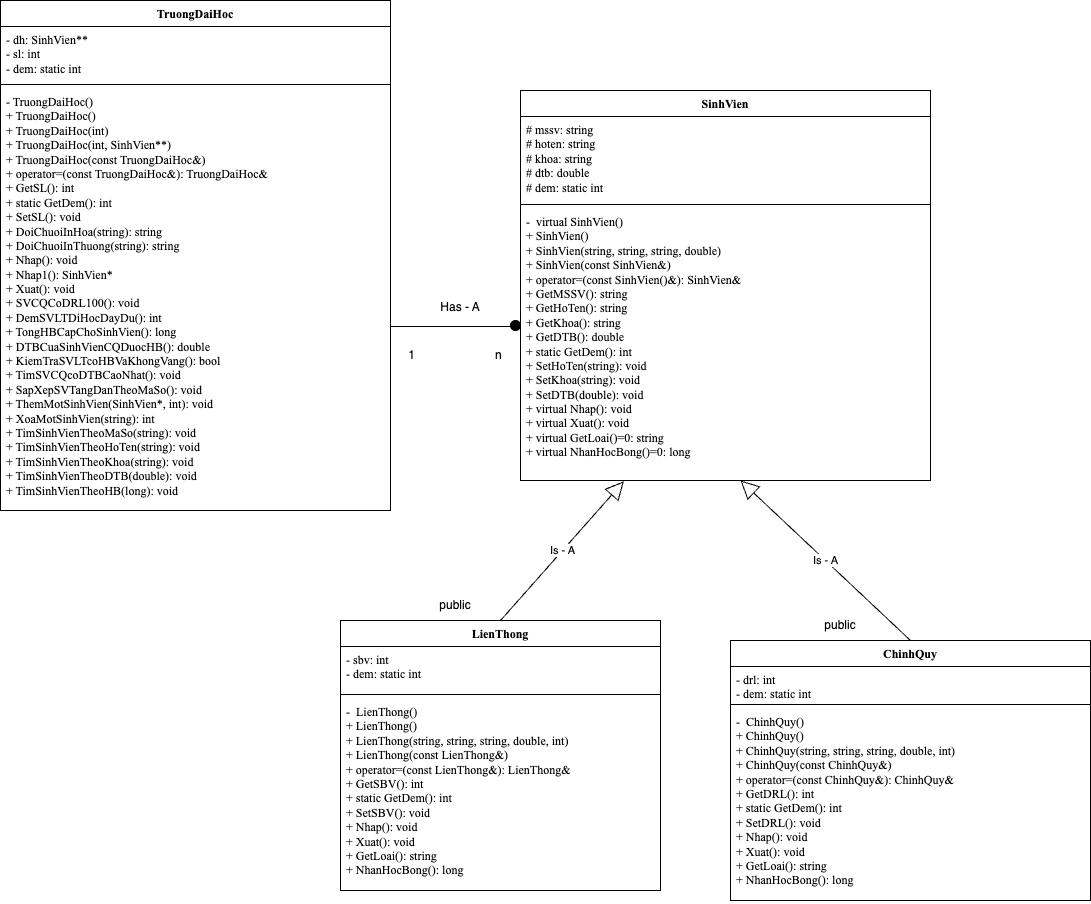 TruongDaiHoc
- dh: SinhVien**
- sl: int
- dem: static int
- TruongDaiHoc()
+ TruongDaiHoc()
+ TruongDaiHoc(int)
+ TruongDaiHoc(int, SinhVien**)
+ TruongDaiHoc(const TruongDaiHoc&)
+ operator=(const TruongDaiHoc&): TruongDaiHoc&
+ GetSL(): int
+ static GetDem(): int
+ SetSL(): void
+ DoiChuoiInHoa(string): string
+ DoiChuoiInThuong(string): string
+ Nhap(): void
+ Nhap1(): SinhVien*
+ Xuat(): void
+ SVCQCoDRL100(): void
+ DemSVLTDiHocDayDu(): int
+ TongHBCapChoSinhVien(): long
+ DTBCuaSinhVienCQDuocHB(): double
+ KiemTraSVLTcoHBVaKhongVang(): bool
+ TimSVCQcoDTBCaoNhat(): void
+ SapXepSVTangDanTheoMaSo(): void
+ ThemMotSinhVien(SinhVien*, int): void
+ XoaMotSinhVien(string): int
+ TimSinhVienTheoMaSo(string): void
+ TimSinhVienTheoHoTen(string): void
+ TimSinhVienTheoKhoa(string): void
+ TimSinhVienTheoDTB(double): void
+ TimSinhVienTheoHB(long): void
Has - A
1
n
SinhVien
# mssv: string
# hoten: string
# khoa: string
# dtb: double
# dem: static int
- virtual SinhVien()
+ SinhVien()
+ SinhVien(string, string, string, double)
+ SinhVien(const SinhVien&)
+ operator=(const SinhVien()&): SinhVien&
+ GetMSSV(): string
+ GetHoTen(): string
+ GetKhoa(): string
+ GetDTB(): double
+ static GetDem(): int
+ SetHoTen(string): void
+ SetKhoa(string): void
+ SetDTB(double): void
+ virtual Nhap(): void
+ virtual Xuat(): void
+ virtual GetLoai()=0: string
+ virtual NhanHocBong()=0: long
Is - A
Is - A
public
public
LienThong
- sbv: int
- dem: static int
- LienThong()
+ LienThong()
+ LienThong(string, string, string, double, int)
+ LienThong(const LienThong&)
+ operator=(const LienThong&): LienThong&
+ GetSBV(): int
+ static GetDem(): int
+ SetSBV(): void
+ Nhap(): void
+ Xuat(): void
+ GetLoai(): string
+ NhanHocBong(): long
ChinhQuy
- drl: int
- dem: static int
- ChinhQuy()
+ ChinhQuy()
+ ChinhQuy(string, string, string, double, int)
+ ChinhQuy(const ChinhQuy&)
+ operator=(const ChinhQuy&): ChinhQuy&
+ GetDRL(): int
+ static GetDem(): int
+ SetDRL(): void
+ Nhap(): void
+ Xuat(): void
+ GetLoai(): string
+ NhanHocBong(): long